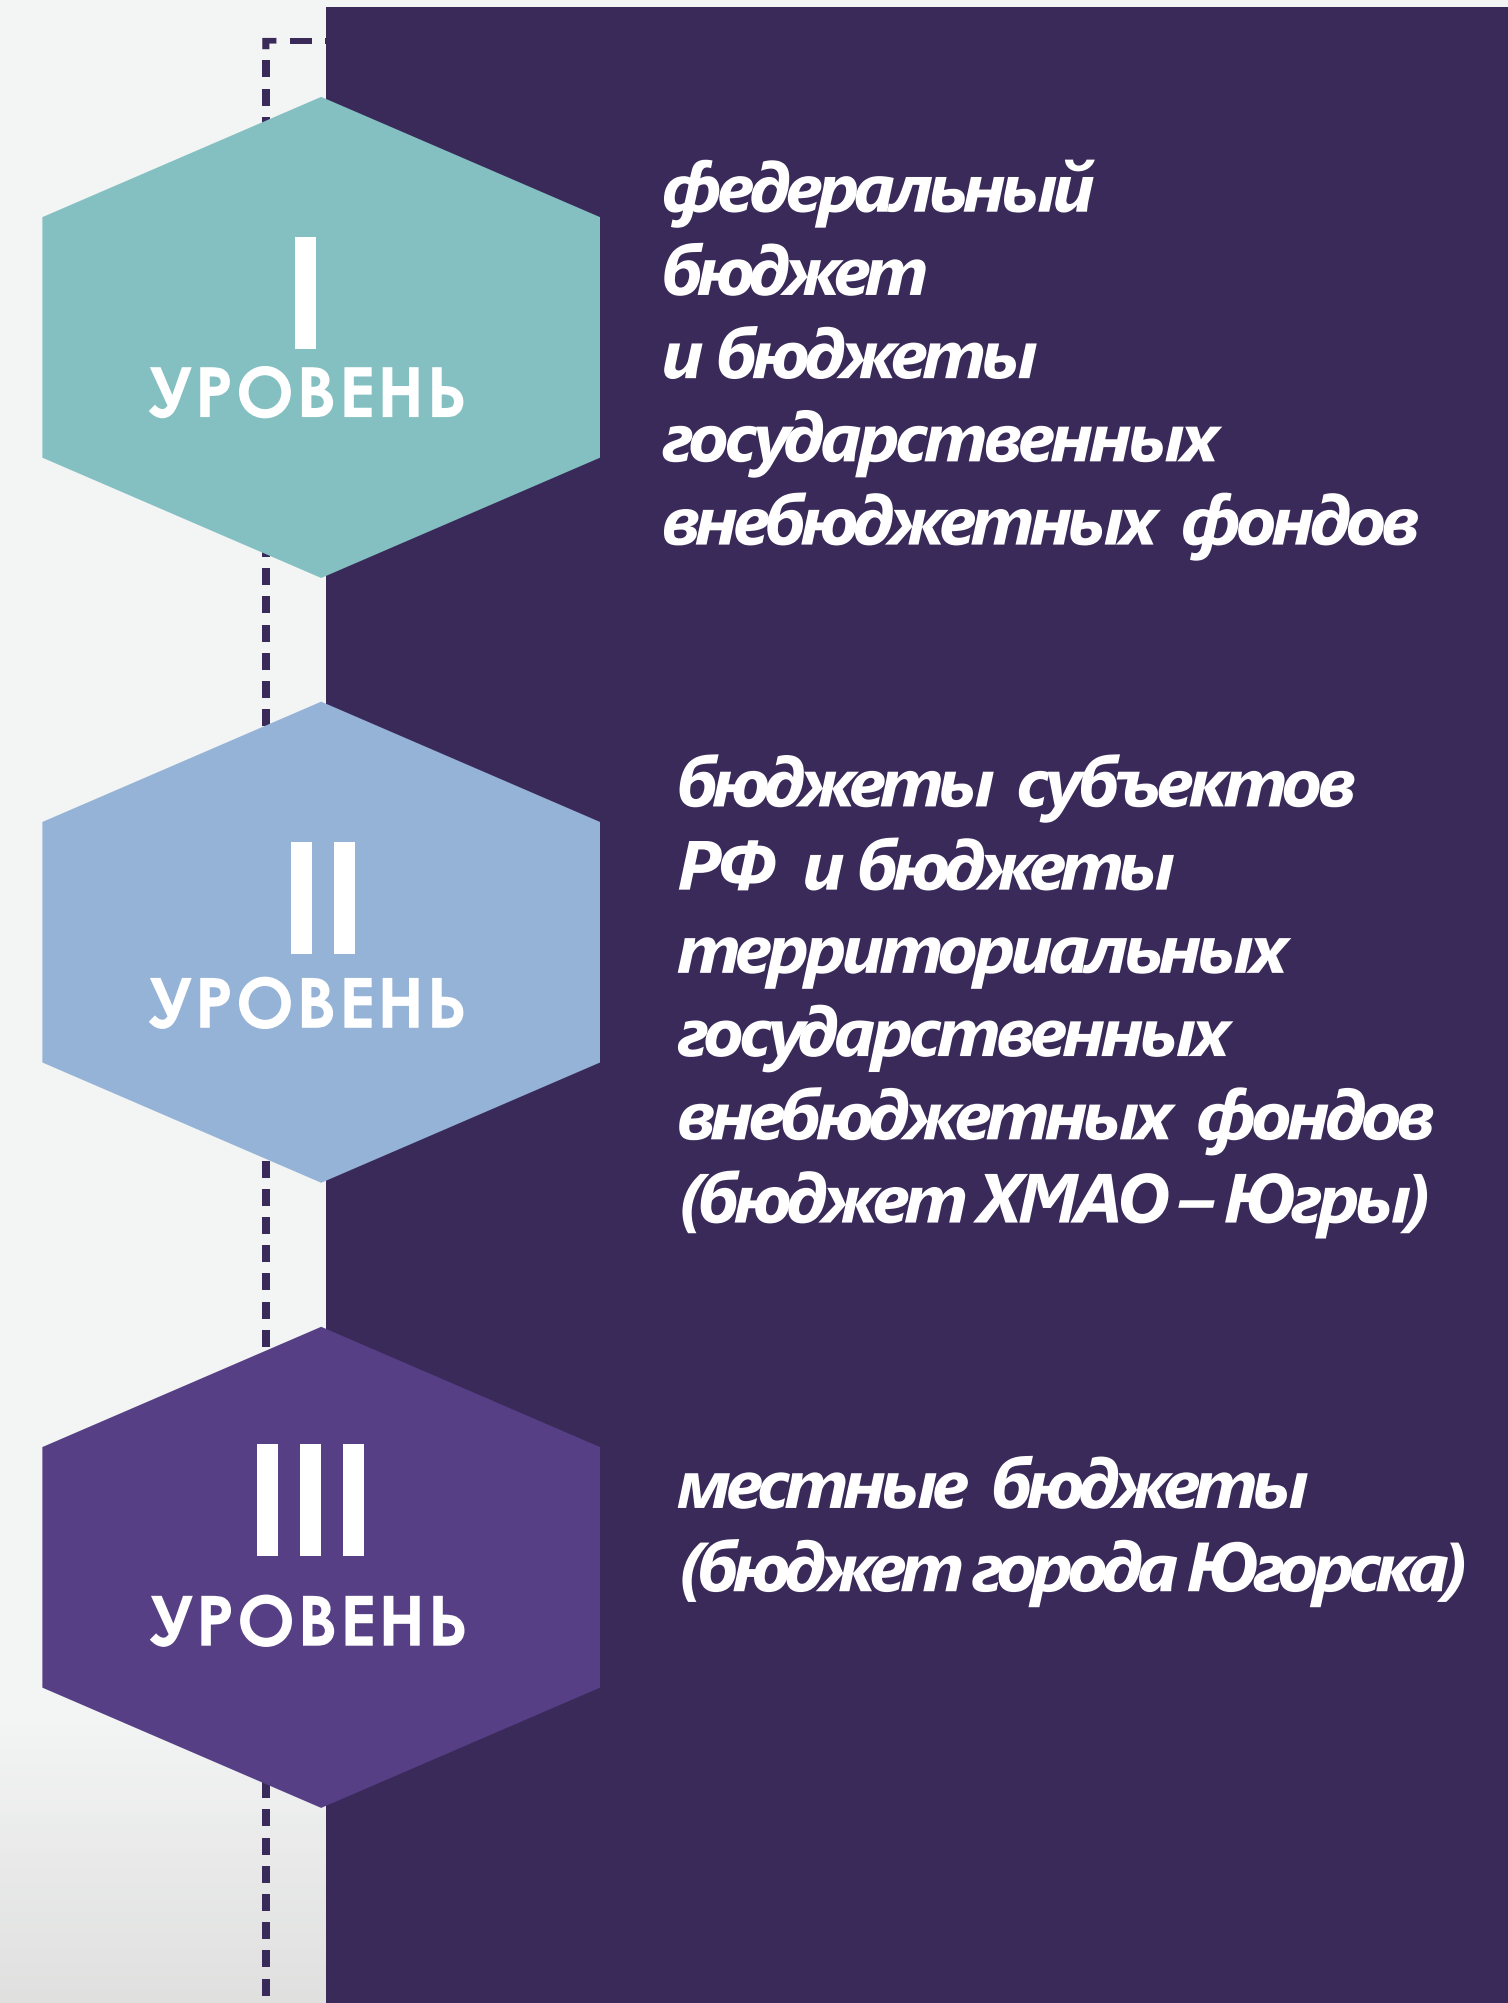 I
УРОВЕНЬ
федеральный
бюджет
и бюджеты
государственных
внебюджетных фондов
II
УРОВЕНЬ
бюджеты субъектов
РФ и бюджеты
территориальных
государственных
внебюджетных фондов
(бюджет ХМАО – Югры)
III
УРОВЕНЬ
местные бюджеты
(бюджет города Югорска)